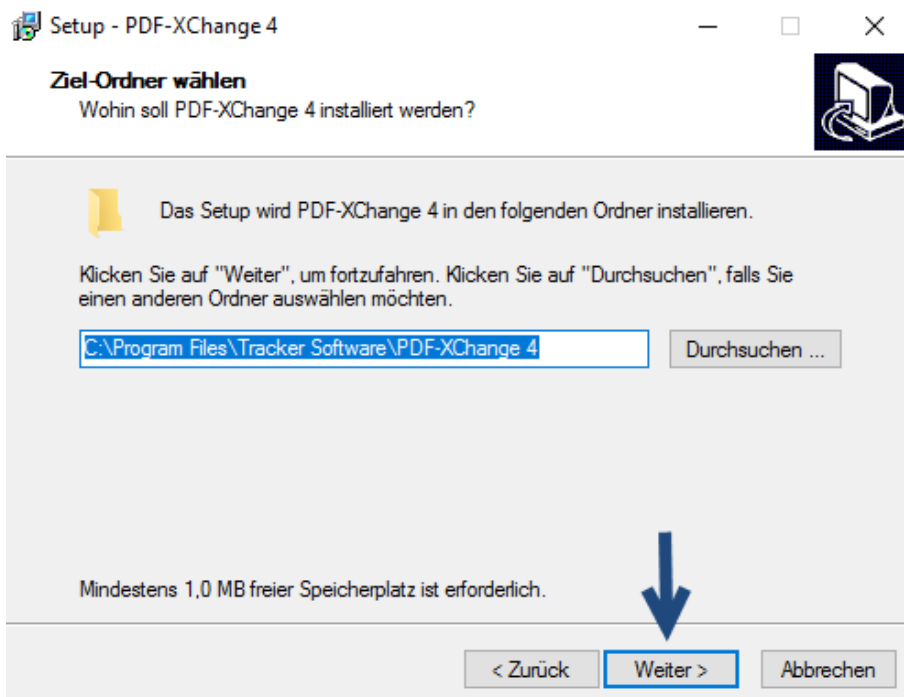 Setup - PDF-XChange 4
Ziel-Ordner wählen
Wohin soll PDF-XChange 4 installiert werden?
Das Setup wird PDF-XChange 4 in den folgenden Ordner installieren.
Klicken Sie auf "Weiter", um fortzufahren. Klicken Sie auf "Durchsuchen", falls Sie
einen anderen Ordner auswählen möchten.
C:\Program Files\Tracker Software\PDF-XChange 4
Durchsuchen ...
Mindestens 1,0 MB freier Speicherplatz ist erforderlich.
< Zurück
Weiter >
Abbrechen